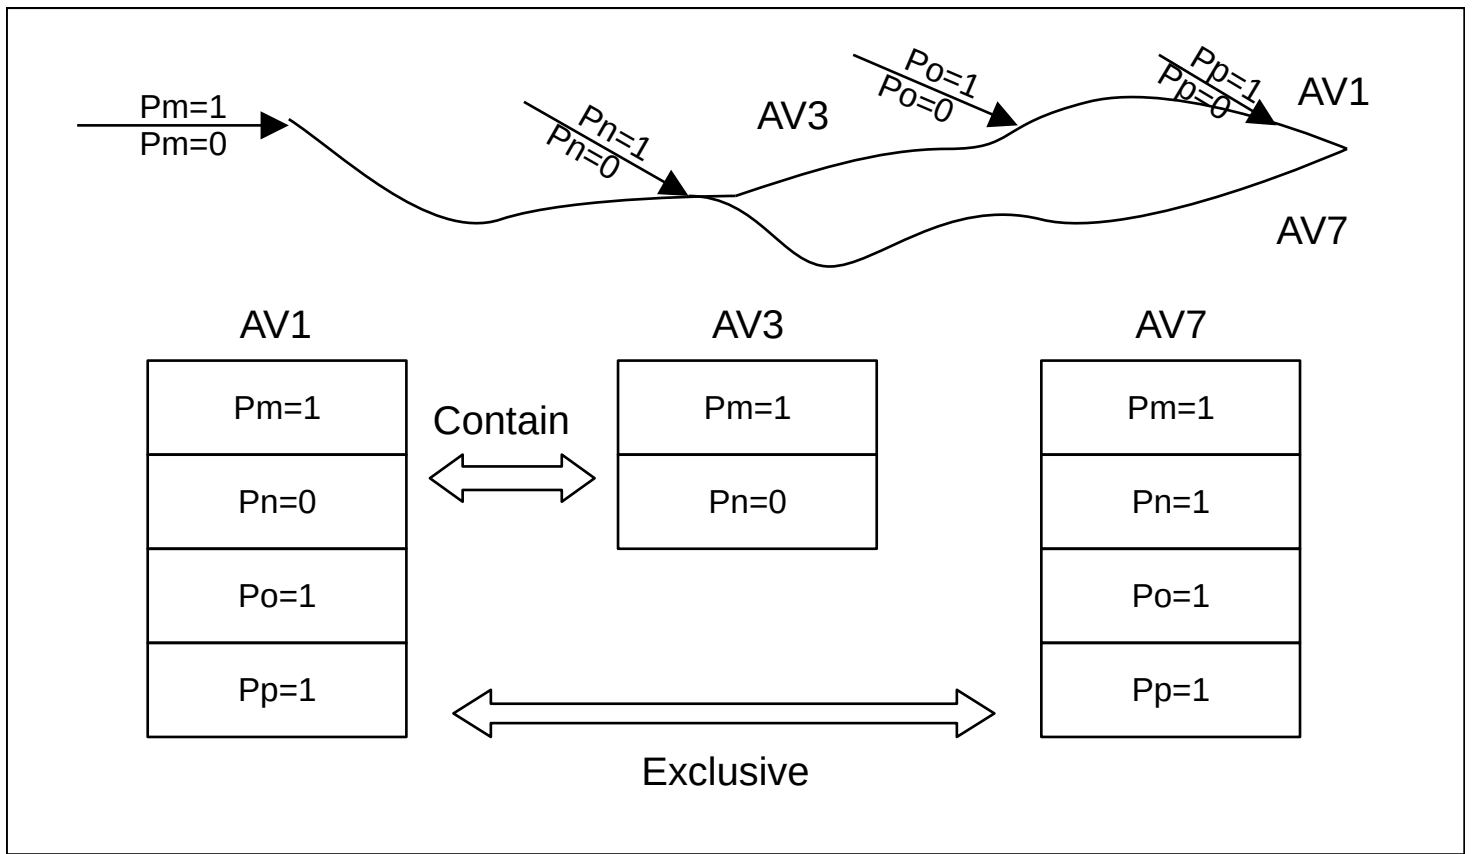 Pm=1
Pm=0
Pn=1
Pn=0
AV3
Po=1
Po=0
Pp=1
Pp=0
AV1
AV7
AV1
AV3
AV7
Pm=1
Pn=0
Po=1
Pp=1
Contain
Pm=1
Pn=0
Pm=1
Pn=1
Po=1
Pp=1
Exclusive